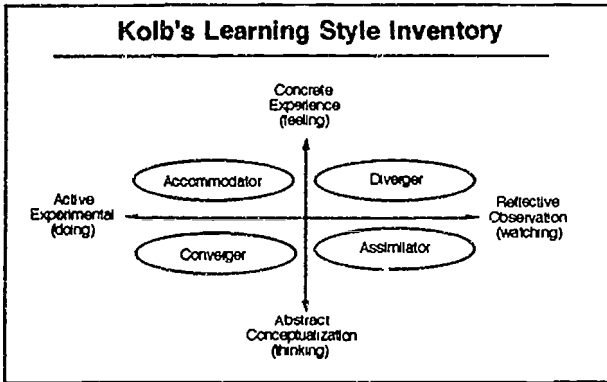 Kolb's Learning Style Inventory
Concrete
Experience
(feeling)
Accommodator
Diverger
Active
Experimental
(doing)
Reflective
Observation
(watching)
Converger
Assimilator
Abstract
Conceptualization
(thinking)